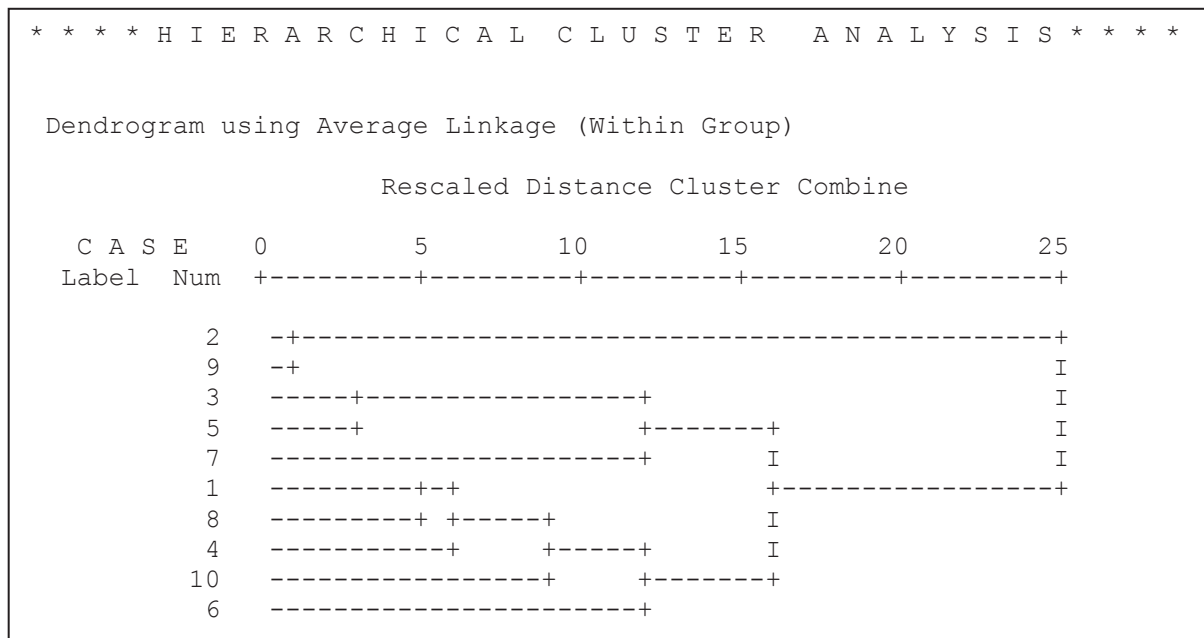 * * * * H I E R A R C H I C A L   C L U S T E R   A N A L Y S I S * * * *
Dendrogram using Average Linkage (Within Group)
                    Rescaled Distance Cluster Combine
   C A S E    0         5        10        15        20        25
  Label  Num  +---------+---------+---------+---------+---------+
           2   -+-----------------------------------------------+
           9   -+                                               I
           3   -----+-----------------+                         I
           5   -----+                 +-------+                 I
           7   -----------------------+       I                 I
           1   ---------+-+                   +-----------------+
           8   ---------+ +-----+             I
           4   -----------+     +-----+       I
          10   -----------------+     +-------+
           6   -----------------------+